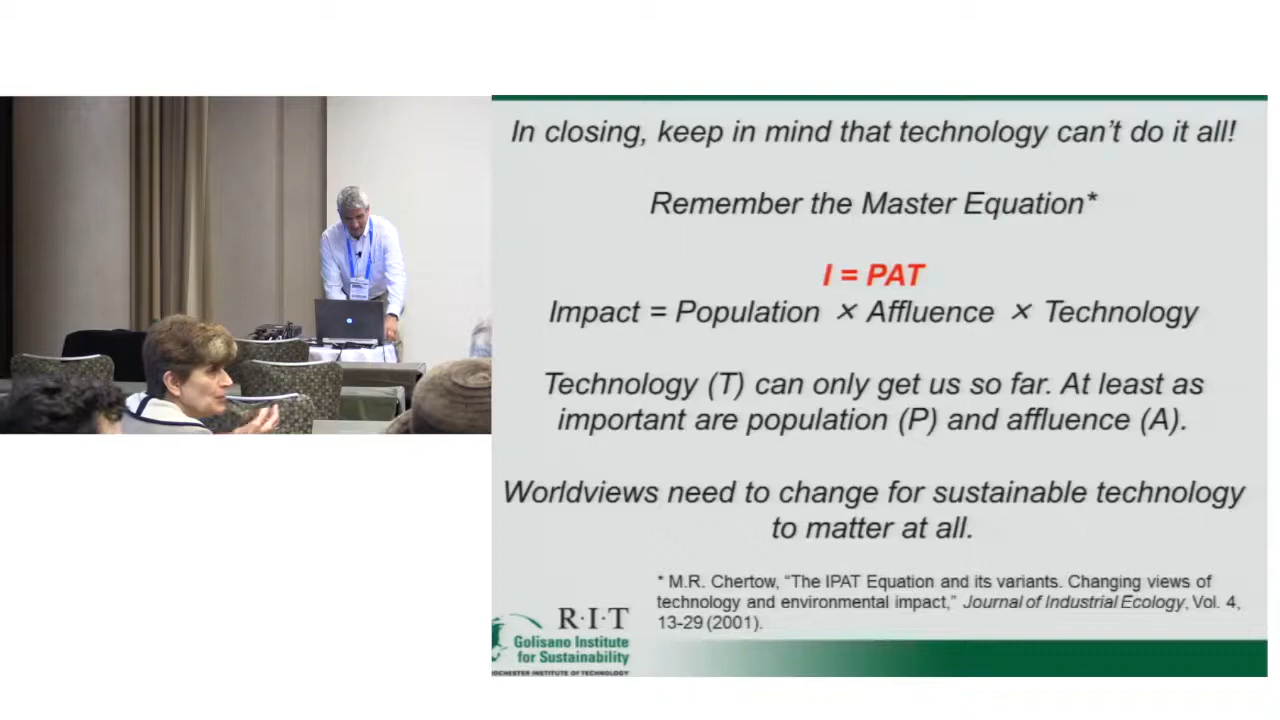 In closing, keep in mind that technology can't do it all!
Remember the Master Equation*
I = PAT
Impact = Population × Affluence × Technology
Technology (T) can only get us so far. At least as
important are population (P) and affluence (A).
Worldviews need to change for sustainable technology
to matter at all.
* M.R. Chertow, “The IPAT Equation and its variants. Changing views of
technology and environmental impact,” Journal of Industrial Ecology, Vol. 4,
13-29 (2001).
R·I·T
Golisano Institute
for Sustainability
ROCHESTER INSTITUTE OF TECHNOLOGY